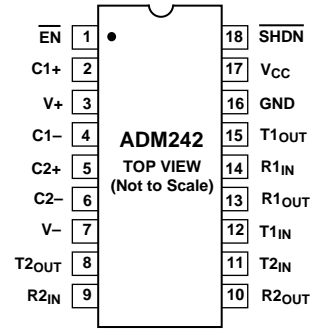 EN 1 18 SHDN
C1+ 2 17 VCC
V+ 3 16 GND
C1– 4 ADM242 15 T1OUT
C2+ 5 TOP VIEW 14 R1IN
C2– 6 (Not to Scale) 13 R1OUT
V– 7 12 T1IN
T2OUT 8 11 T2IN
R2IN 9 10 R2OUT